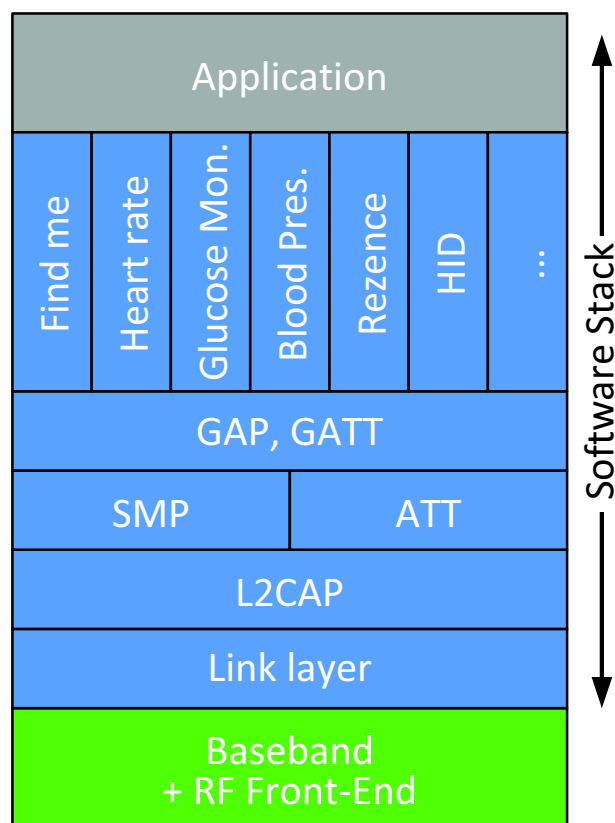 Application
Find me
Heart rate
Glucose Mon.
Blood Pres.
Rezence
HID
...
GAP, GATT
SMP
ATT
L2CAP
Link layer
Baseband
+ RF Front-End
Software Stack